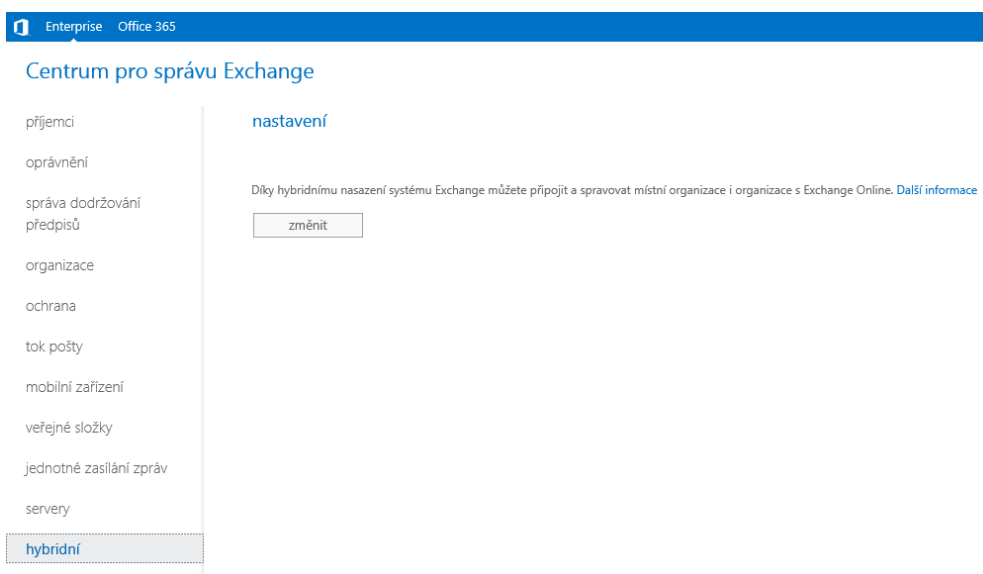 Enterprise Office 365
Centrum pro správu Exchange
příjemci
oprávnění
správa dodržování
předpisů
organizace
ochrana
tok pošty
mobilní zařízení
veřejné složky
jednotné zasílání zpráv
servery
hybridní
nastavení
Díky hybridnímu nasazení systému Exchange můžete připojit a spravovat místní organizace i organizace s Exchange Online. Další informace
změnit